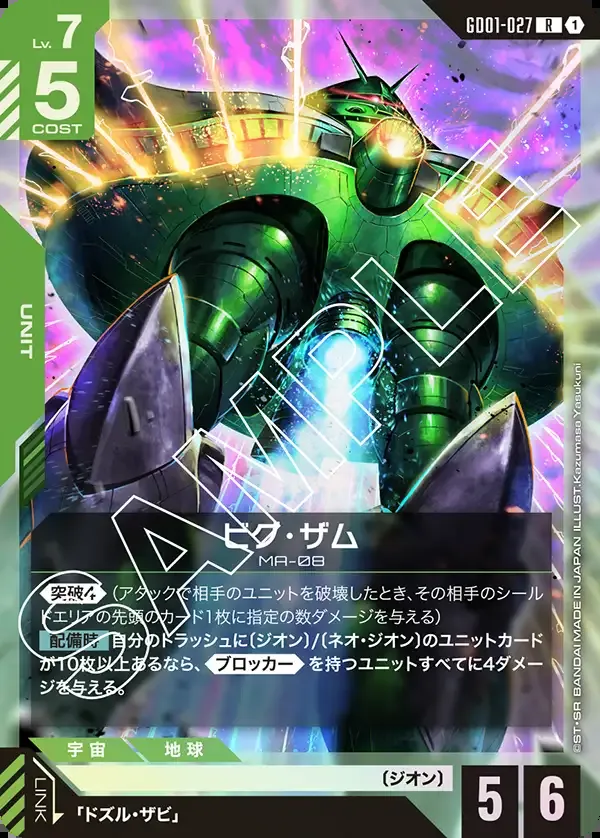 Lv. 7
GD01-027 R 1
5
COST
UNIT
SAMPLE
ビグ・ザム
MA-08
突破4 (アタックで相手のユニットを破壊したとき、その相手のシール
ドエリアの先頭のカード1枚に指定の数ダメージを与える)
配備時 自分のトラッシュに〔ジオン〕/〔ネオ・ジオン〕のユニットカード
が10枚以上あるなら、ブロッカー を持つユニットすべてに4ダメー
ジを与える。
©ST・SR BANDAI MADE IN JAPAN ILLUST.Kazumasa Yasukuni
宇宙 地球
〔ジオン〕
LINK
「ドズル・ザビ」
5 6